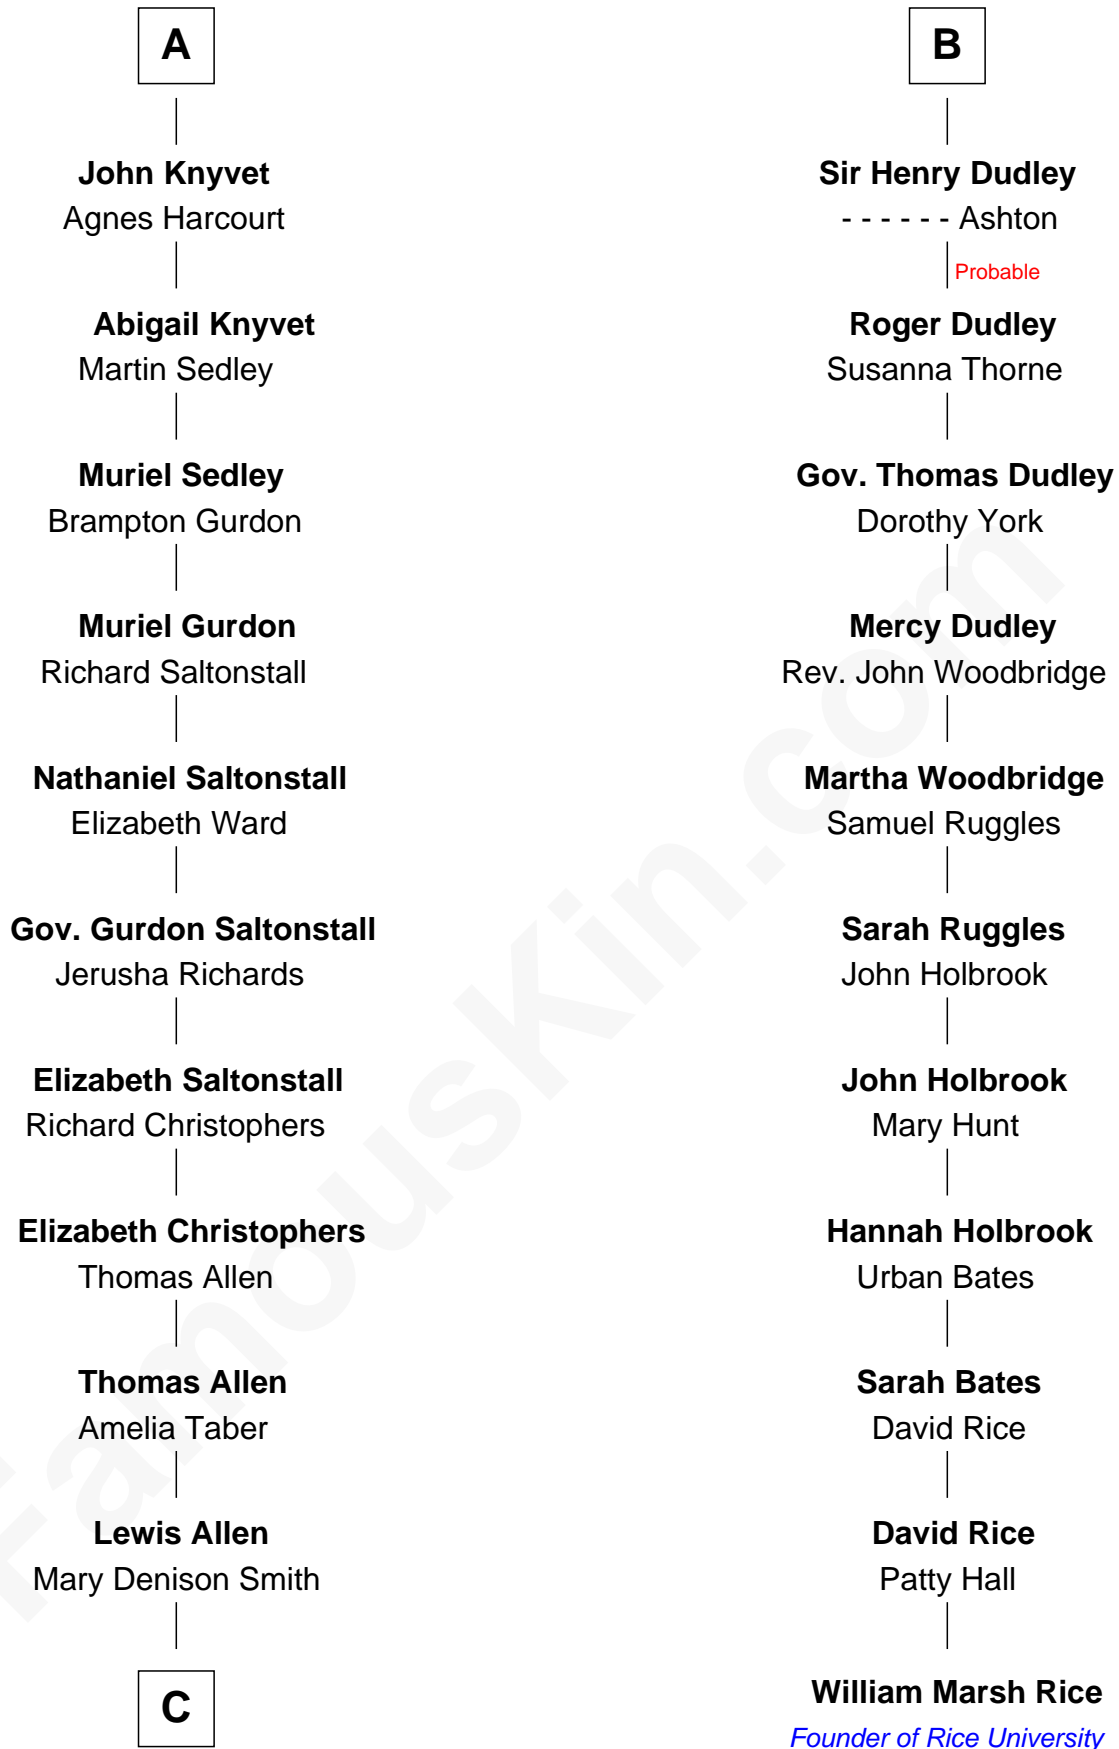 A
John Knyvet
Agnes Harcourt
Abigail Knyvet
Martin Sedley
Muriel Sedley
Brampton Gurdon
Muriel Gurdon
Richard Saltonstall
Nathaniel Saltonstall
Elizabeth Ward
Gov. Gurdon Saltonstall
Jerusha Richards
Elizabeth Saltonstall
Richard Christophers
Elizabeth Christophers
Thomas Allen
Thomas Allen
Amelia Taber
Lewis Allen
Mary Denison Smith
C
B
Sir Henry Dudley
- - - - - - Ashton
Probable
Roger Dudley
Susanna Thorne
Gov. Thomas Dudley
Dorothy York
Mercy Dudley
Rev. John Woodbridge
Martha Woodbridge
Samuel Ruggles
Sarah Ruggles
John Holbrook
John Holbrook
Mary Hunt
Hannah Holbrook
Urban Bates
Sarah Bates
David Rice
David Rice
Patty Hall
William Marsh Rice
Founder of Rice University
FamousKin.com